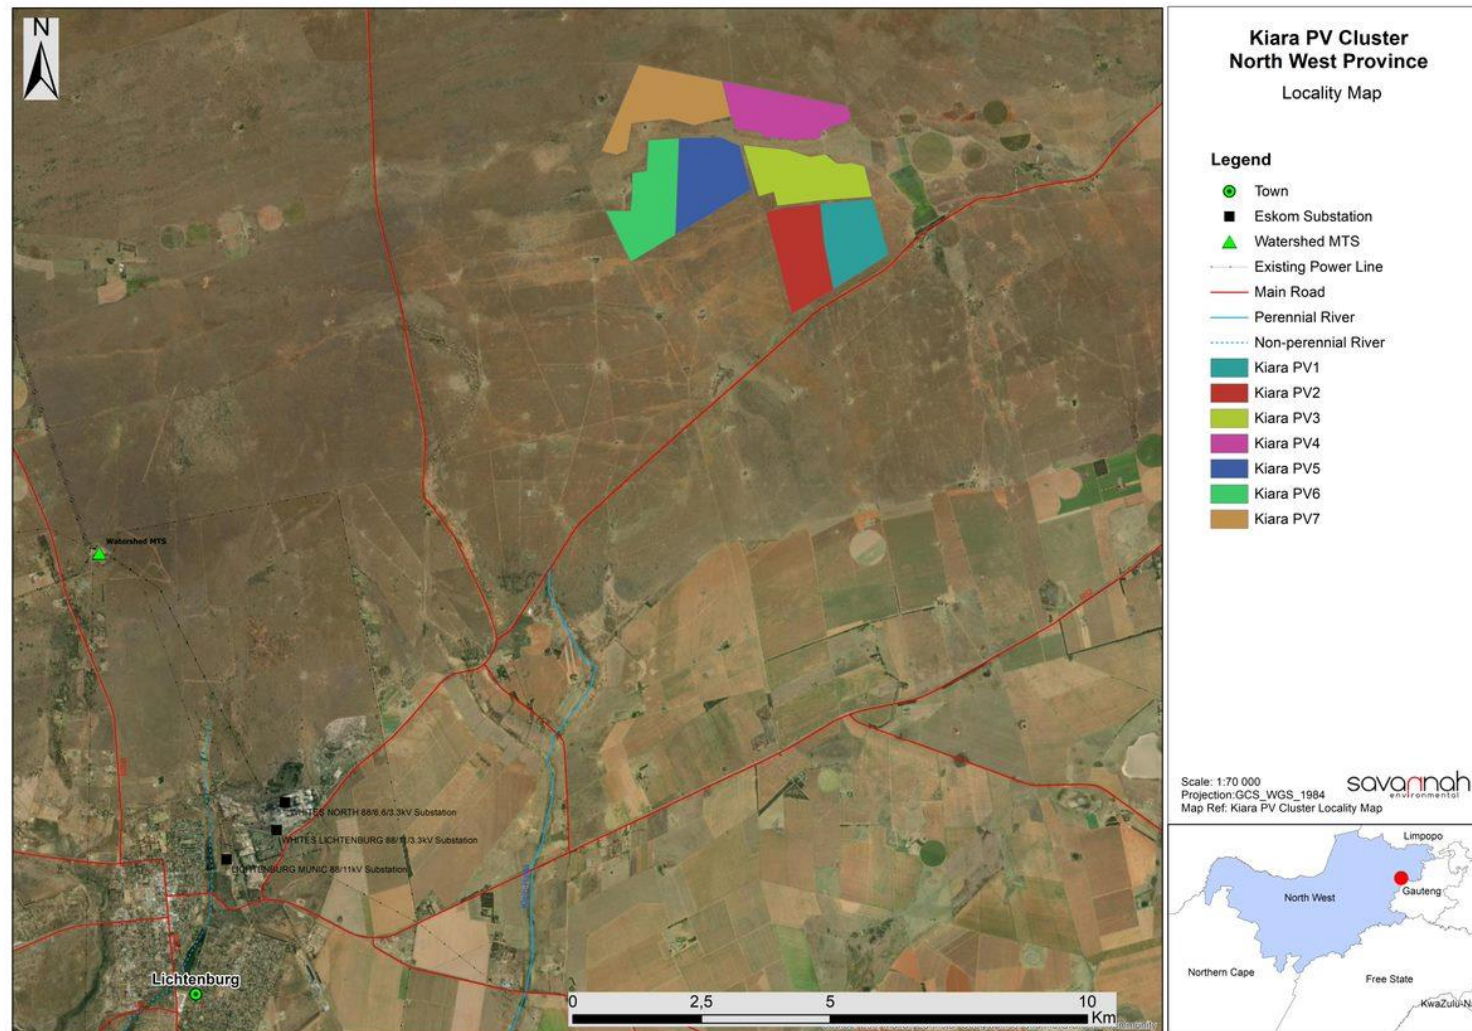 N
Kiara PV Cluster
North West Province
Locality Map
Legend
Town
Eskom Substation
Watershed MTS
Existing Power Line
Main Road
Perennial River
Non-perennial River
Kiara PV1
Kiara PV2
Kiara PV3
Kiara PV4
Kiara PV5
Kiara PV6
Kiara PV7
Watershed MTS
WHITES NORTH 88/6.6/3.3kV Substation
WHITES LICHTENBURG 88/11/3.3kV Substation
LICHTENBURG MUNIC 88/11kV Substation
Lichtenburg
0 2,5 5 10
Km
Scale: 1:70 000
Projection:GCS_WGS_1984
Map Ref: Kiara PV Cluster Locality Map
savannah
environmental
Limpopo
North West
Gauteng
Northern Cape
Free State
KwaZulu-N